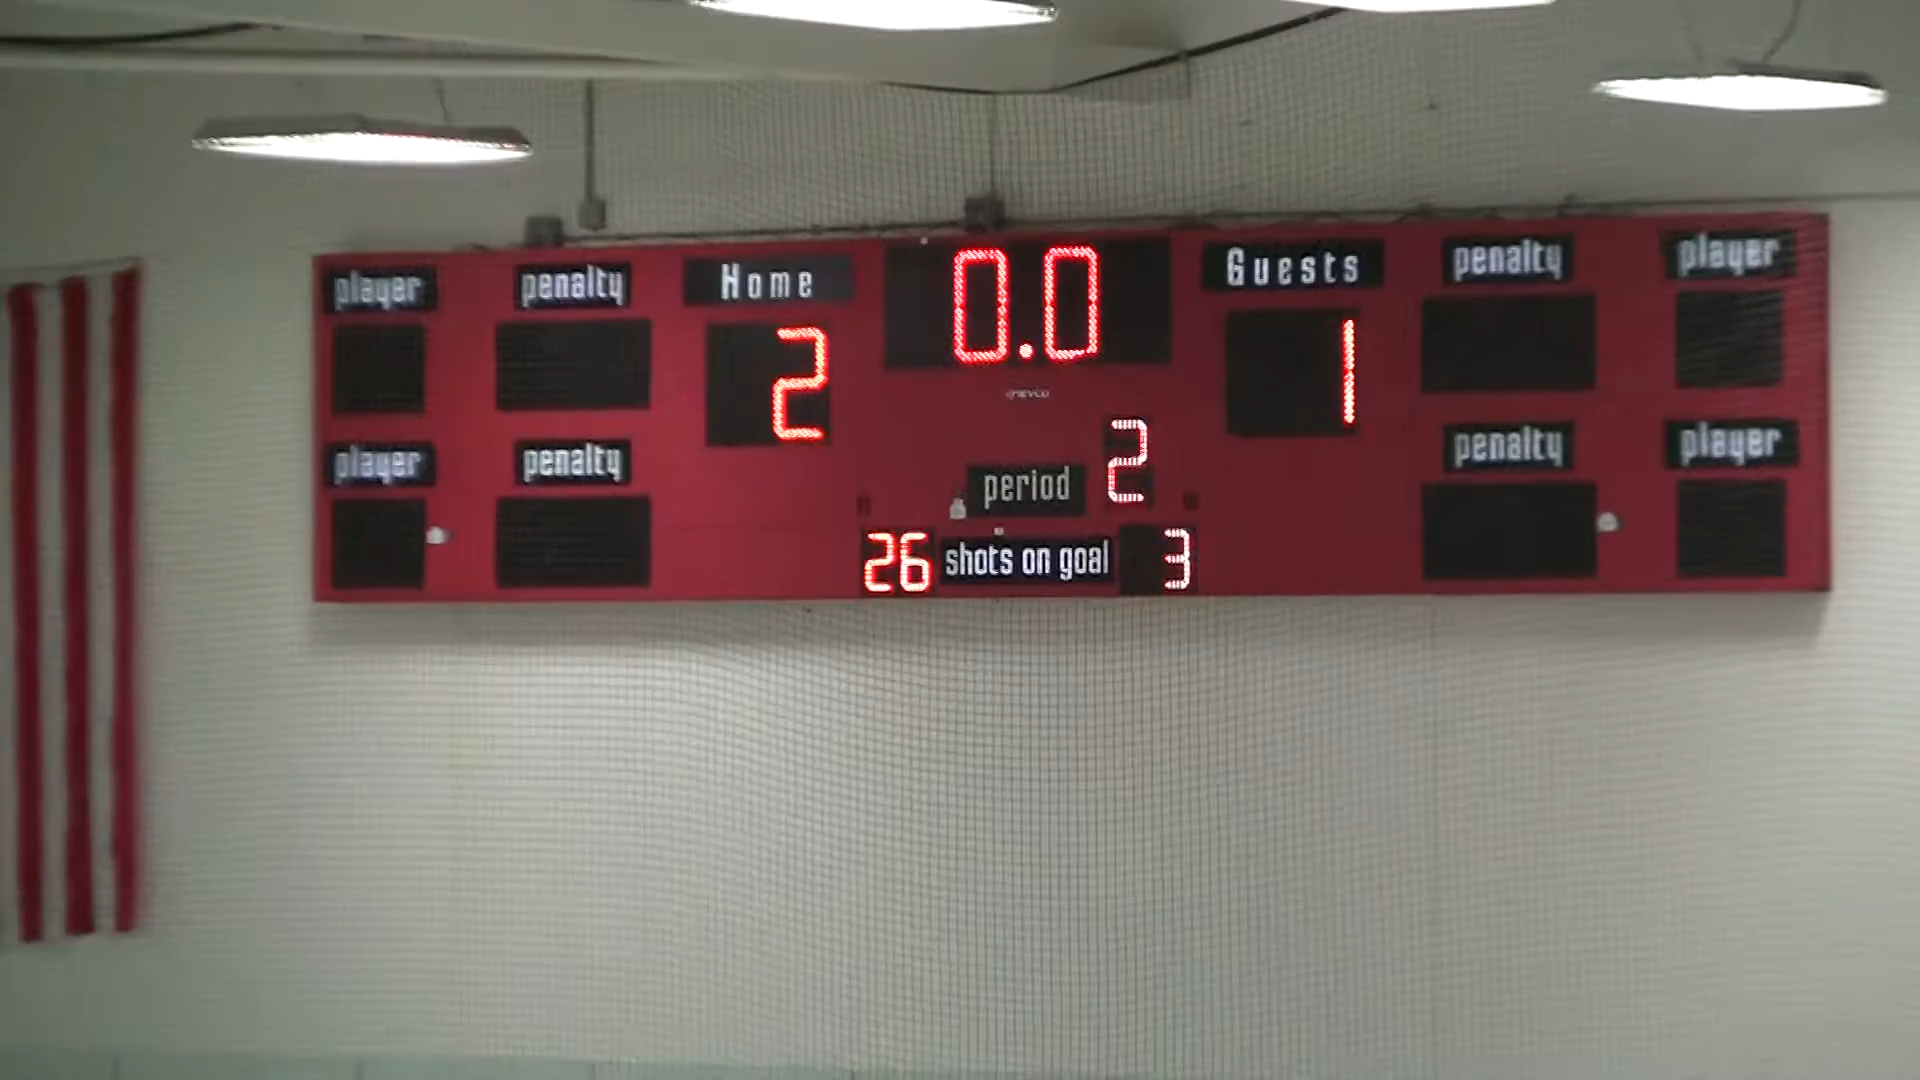 player penalty Home 0.0 Guests penalty player
2 1
player penalty period 2 penalty player
26 shots on goal 3